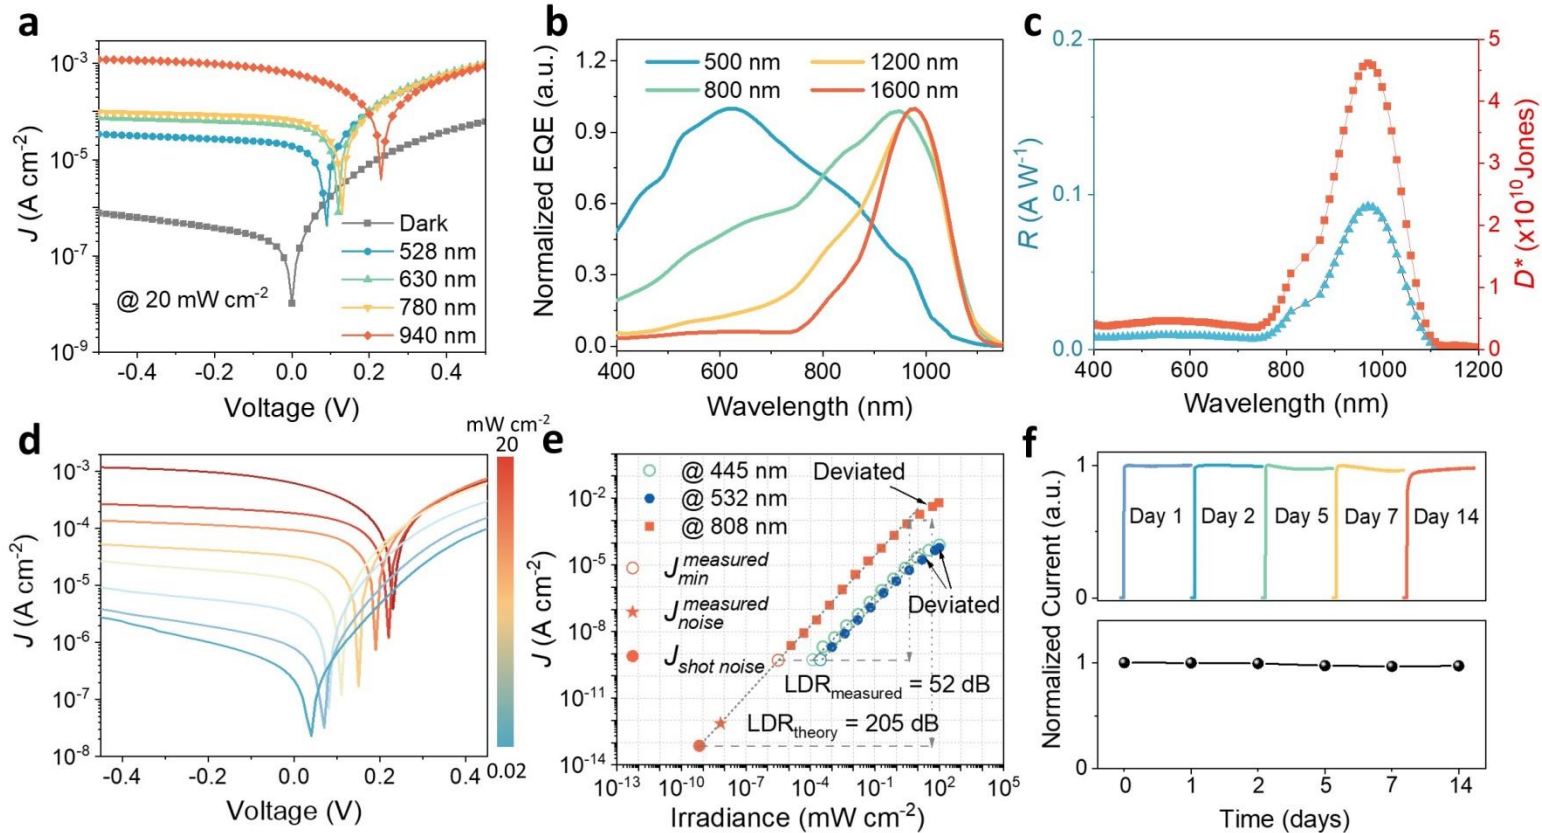 a
10⁻³
10⁻⁵
10⁻⁷
10⁻⁹
J (A cm⁻²)
Dark
528 nm
630 nm
780 nm
940 nm
@ 20 mW cm⁻²
-0.4 -0.2 0.0 0.2 0.4
Voltage (V)
b
1.2
0.9
0.6
0.3
0.0
Normalized EQE (a.u.)
500 nm 1200 nm
800 nm 1600 nm
400 600 800 1000
Wavelength (nm)
c
0.2
0.1
0.0
R (A W⁻¹)
5
4
3
2
1
0
D* (x10¹⁰Jones)
400 600 800 1000 1200
Wavelength (nm)
d
mW cm⁻²
20
0.02
10⁻³
10⁻⁴
10⁻⁵
10⁻⁶
10⁻⁷
10⁻⁸
J (A cm⁻²)
-0.4 -0.2 0.0 0.2 0.4
Voltage (V)
e
10⁻²
10⁻⁵
10⁻⁸
10⁻¹¹
10⁻¹⁴
J (A cm⁻²)
@ 445 nm
@ 532 nm
@ 808 nm
J measured min
J measured noise
J shot noise
Deviated
Deviated
LDRmeasured = 52 dB
LDRtheory = 205 dB
10⁻¹³ 10⁻¹⁰ 10⁻⁷ 10⁻⁴ 10⁻¹ 10² 10⁵
Irradiance (mW cm⁻²)
f
Normalized Current (a.u.)
1
0
Day 1 Day 2 Day 5 Day 7 Day 14
1
0
0 1 2 5 7 14
Time (days)